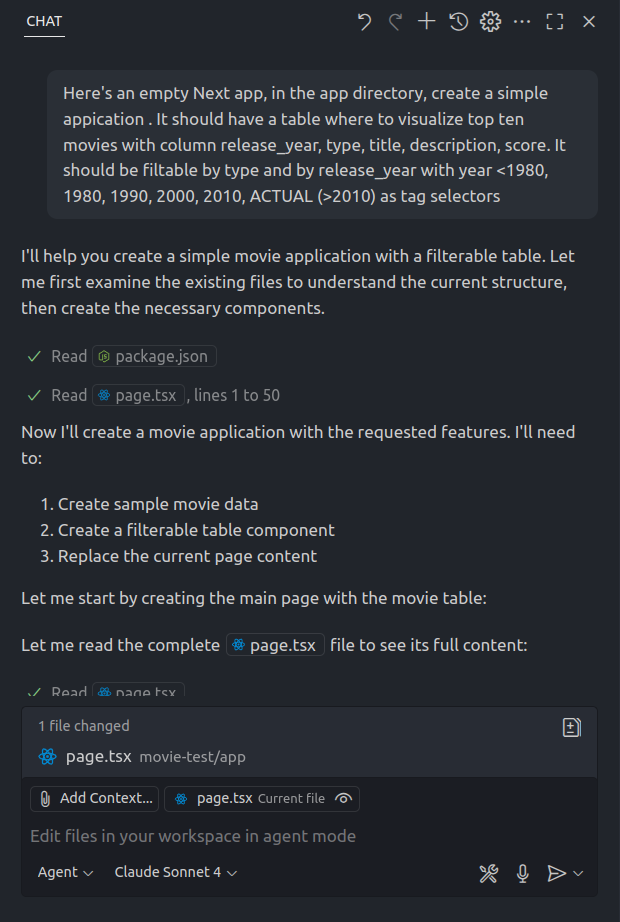 CHAT
Here's an empty Next app, in the app directory, create a simple
appication . It should have a table where to visualize top ten
movies with column release_year, type, title, description, score. It
should be filtable by type and by release_year with year <1980,
1980, 1990, 2000, 2010, ACTUAL (>2010) as tag selectors
I'll help you create a simple movie application with a filterable table. Let
me first examine the existing files to understand the current structure,
then create the necessary components.
Read package.json
Read page.tsx, lines 1 to 50
Now I'll create a movie application with the requested features. I'll need
to:
1. Create sample movie data
2. Create a filterable table component
3. Replace the current page content
Let me start by creating the main page with the movie table:
Let me read the complete page.tsx file to see its full content:
Read page.tsx
1 file changed
page.tsx movie-test/app
Add Context... page.tsx Current file
Edit files in your workspace in agent mode
Agent Claude Sonnet 4